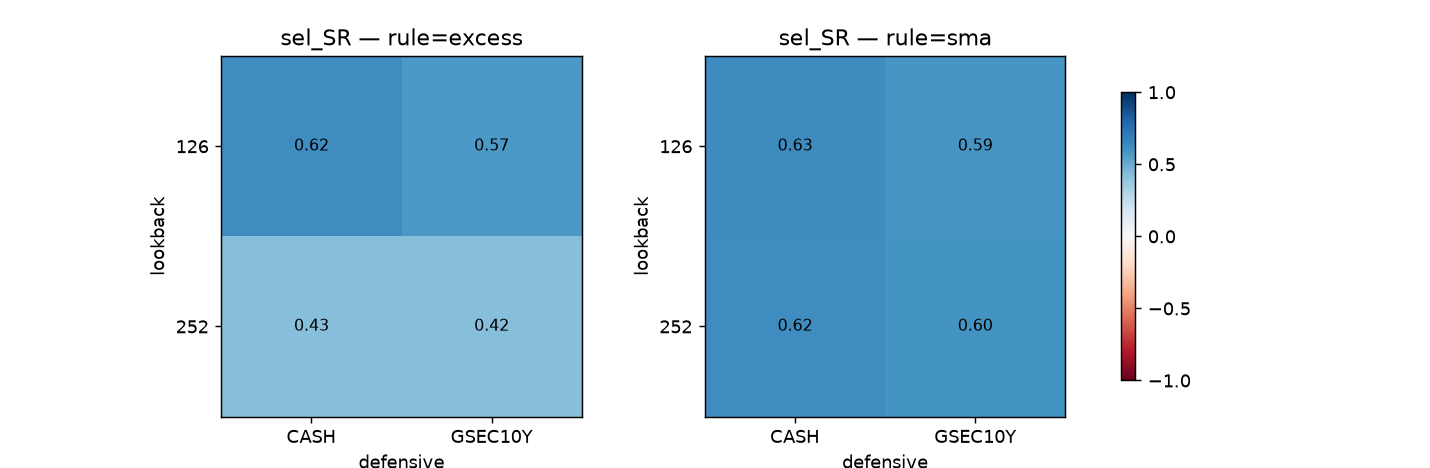 sel_SR — rule=excess
lookback
126
0.62
0.57
252
0.43
0.42
CASH
GSEC10Y
defensive
sel_SR — rule=sma
lookback
126
0.63
0.59
252
0.62
0.60
CASH
GSEC10Y
defensive
1.0
0.5
0.0
−0.5
−1.0